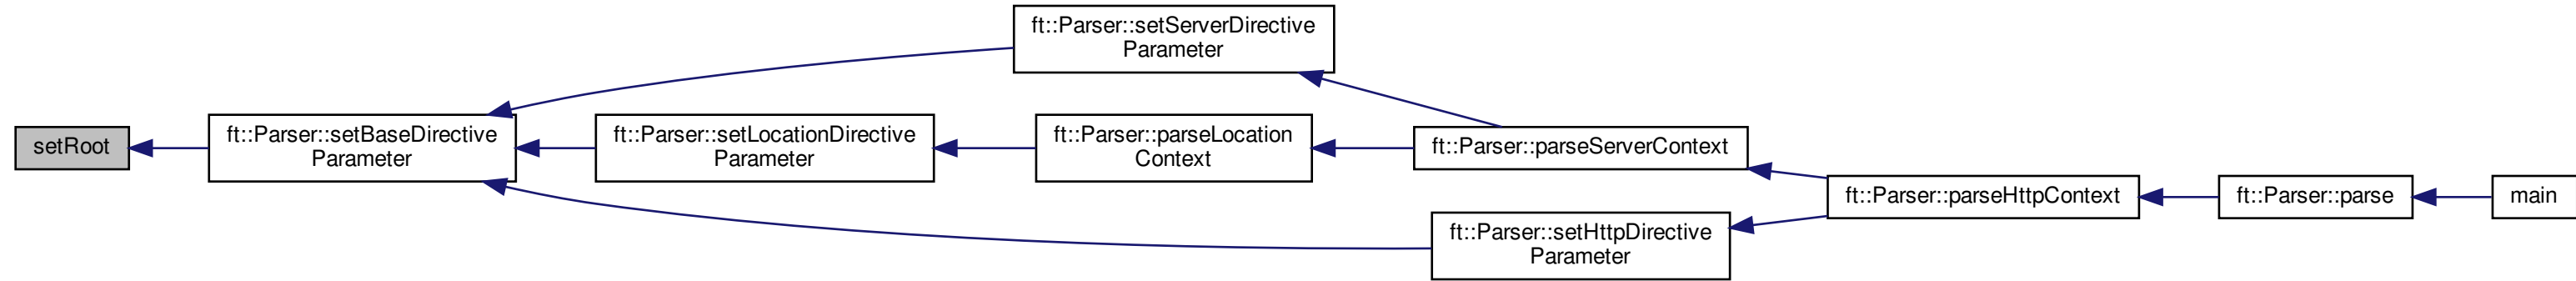 setRoot
ft::Parser::setBaseDirective
Parameter
ft::Parser::setServerDirective
Parameter
ft::Parser::setLocationDirective
Parameter
ft::Parser::parseLocation
Context
ft::Parser::parseServerContext
ft::Parser::setHttpDirective
Parameter
ft::Parser::parseHttpContext
ft::Parser::parse
main